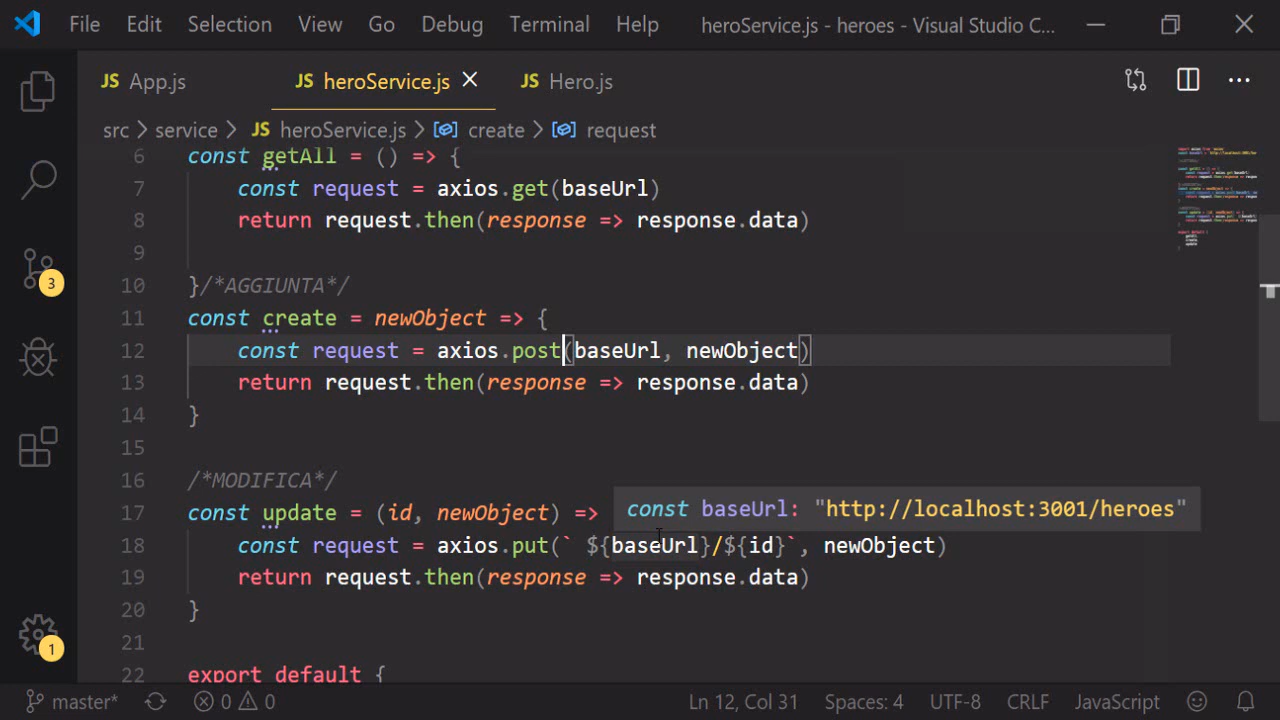 File Edit Selection View Go Debug Terminal Help heroService.js - heroes - Visual Studio C...
JS App.js JS heroService.js JS Hero.js
src > service > JS heroService.js > create > request
6 const getAll = () => {
7 const request = axios.get(baseUrl)
8 return request.then(response => response.data)
9
10 }/*AGGIUNTA*/
11 const create = newObject => {
12 const request = axios.post(baseUrl, newObject)
13 return request.then(response => response.data)
14 }
15
16 /*MODIFICA*/
const baseUrl: "http://localhost:3001/heroes"
17 const update = (id, newObject) =>
18 const request = axios.put(` ${baseUrl}/${id}`, newObject)
19 return request.then(response => response.data)
20 }
21
22 export default {
3
1
master* 0 0 Ln 12, Col 31 Spaces: 4 UTF-8 CRLF JavaScript